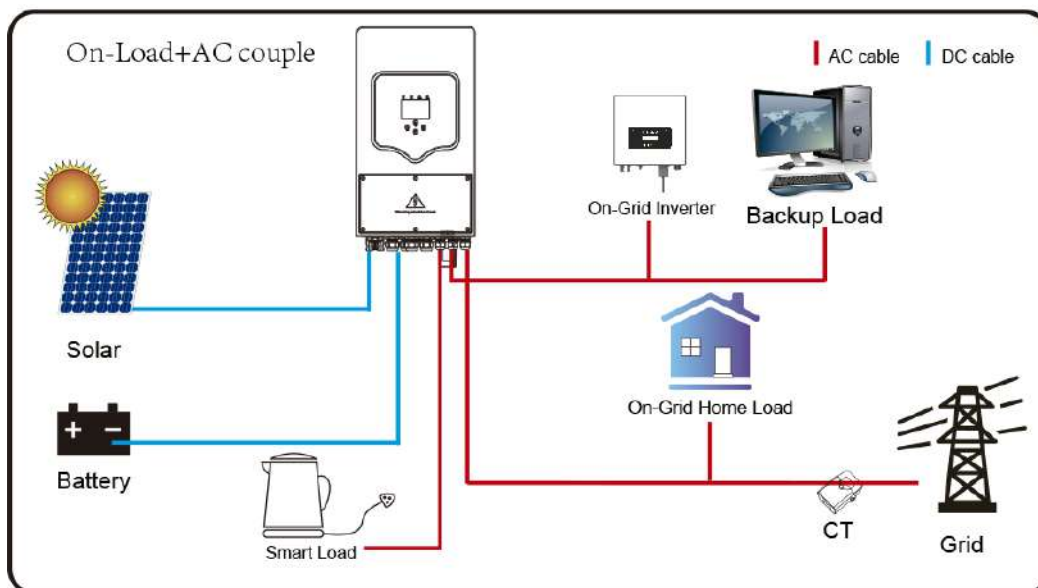 On-Load+AC couple
AC cable
DC cable
On-Grid Inverter
Backup Load
Solar
On-Grid Home Load
Battery
Smart Load
CT
Grid